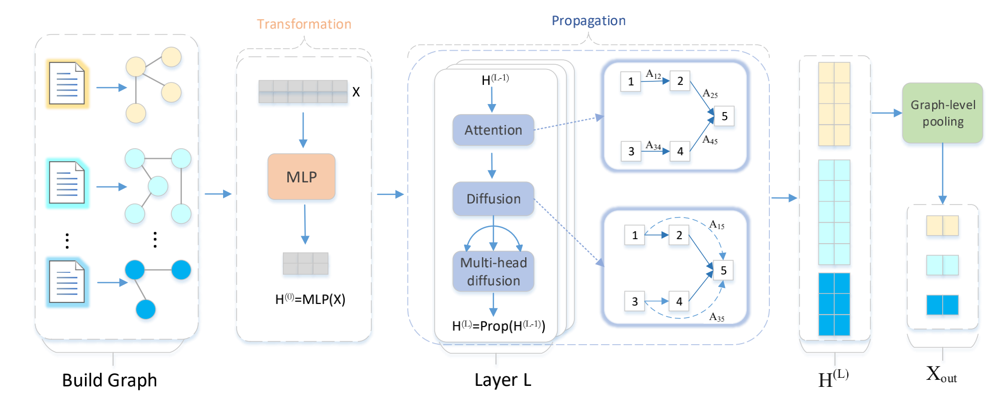 Transformation
Propagation
X
MLP
H(0)=MLP(X)
H(L-1)
Attention
Diffusion
Multi-head
diffusion
H(L)=Prop(H(L-1))
1
A12
2
A25
5
3
A34
4
A45
1
2
A15
5
3
4
A35
Graph-level
pooling
Build Graph
Layer L
H(L)
Xout